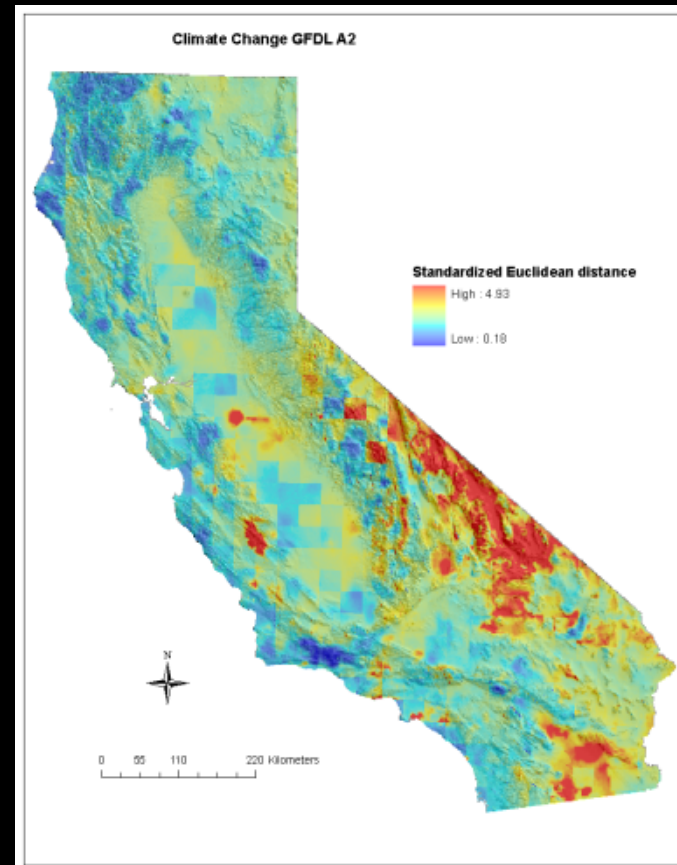 Climate Change GFDL A2
Standardized Euclidean distance
High : 4.93
Low : 0.18
N
0 55 110 220 Kilometers